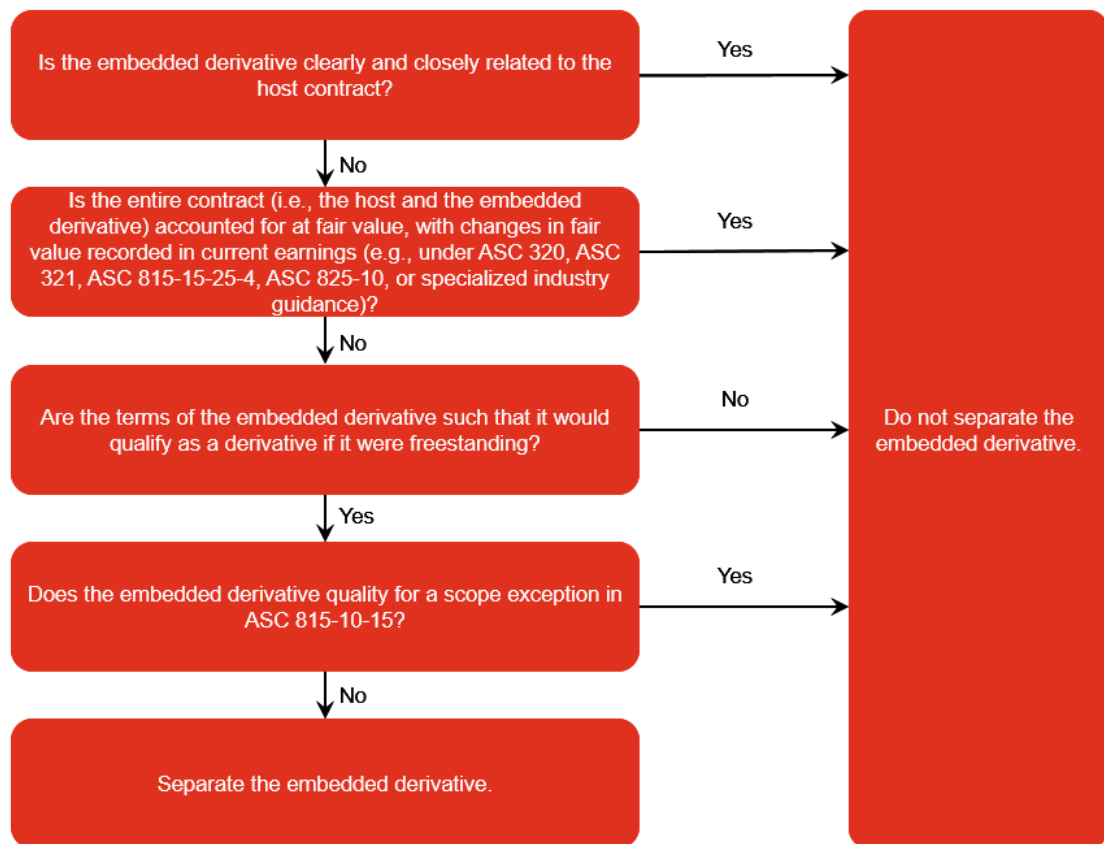 Is the embedded derivative clearly and closely related to the
host contract?
Yes
No
Is the entire contract (i.e., the host and the embedded
derivative) accounted for at fair value, with changes in fair
value recorded in current earnings (e.g., under ASC 320, ASC
321, ASC 815-15-25-4, ASC 825-10, or specialized industry
guidance)?
Yes
No
Are the terms of the embedded derivative such that it would
qualify as a derivative if it were freestanding?
No
Do not separate the
embedded derivative.
Yes
Does the embedded derivative quality for a scope exception in
ASC 815-10-15?
Yes
No
Separate the embedded derivative.